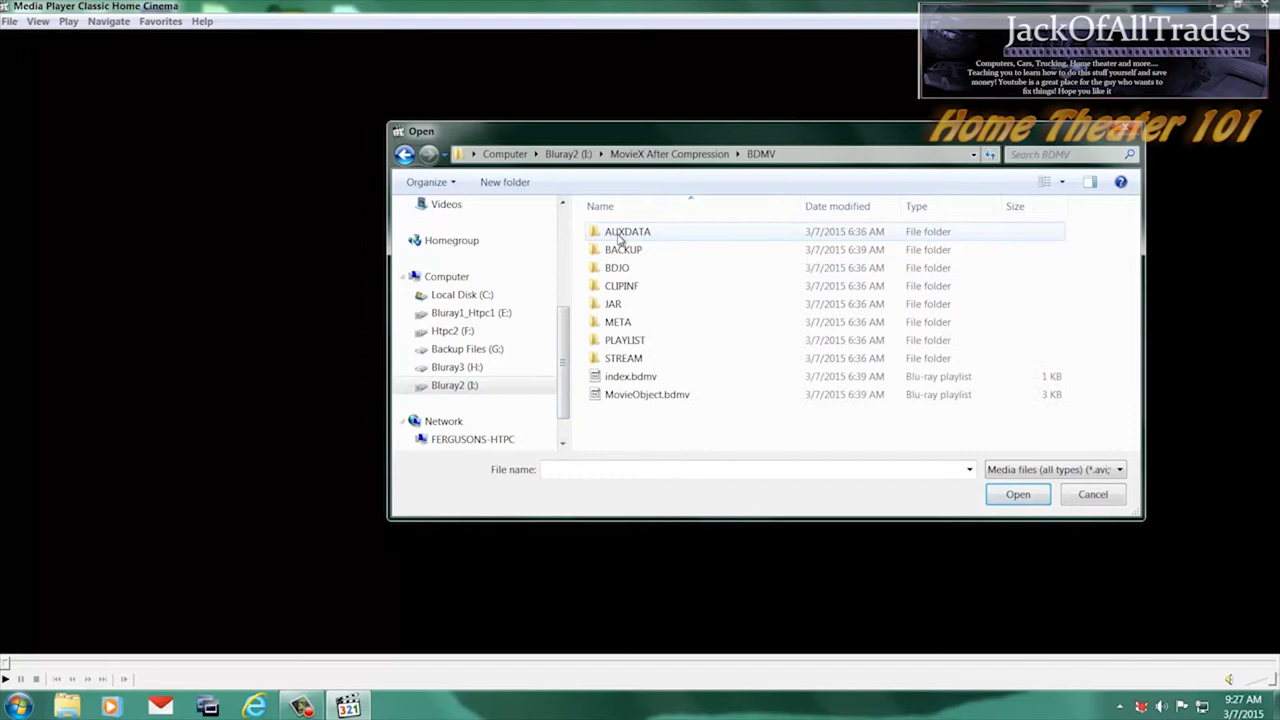 Media Player Classic Home Cinema
File View Play Navigate Favorites Help
JackOfAllTrades
Computers, Cars, Trucking, Home theater and more....
Teaching you to learn how to do this stuff yourself and save
money! Youtube is a great place for the guy who wants to
fix things! Hope you like it
Home Theater 101
Open
Computer Bluray2 (I:) MovieX After Compression BDMV Search BDMV
Organize New folder
Videos
Homegroup
Computer
Local Disk (C:)
Bluray1_Htpc1 (E:)
Htpc2 (F:)
Backup Files (G:)
Bluray3 (H:)
Bluray2 (I:)
Network
FERGUSONS-HTPC
Name Date modified Type Size
AUXDATA 3/7/2015 6:36 AM File folder
BACKUP 3/7/2015 6:39 AM File folder
BDJO 3/7/2015 6:36 AM File folder
CLIPINF 3/7/2015 6:36 AM File folder
JAR 3/7/2015 6:36 AM File folder
META 3/7/2015 6:36 AM File folder
PLAYLIST 3/7/2015 6:36 AM File folder
STREAM 3/7/2015 6:36 AM File folder
index.bdmv 3/7/2015 6:39 AM Blu-ray playlist 1 KB
MovieObject.bdmv 3/7/2015 6:39 AM Blu-ray playlist 3 KB
File name: Media files (all types) (*.avi;
Open Cancel
321
9:27 AM
3/7/2015